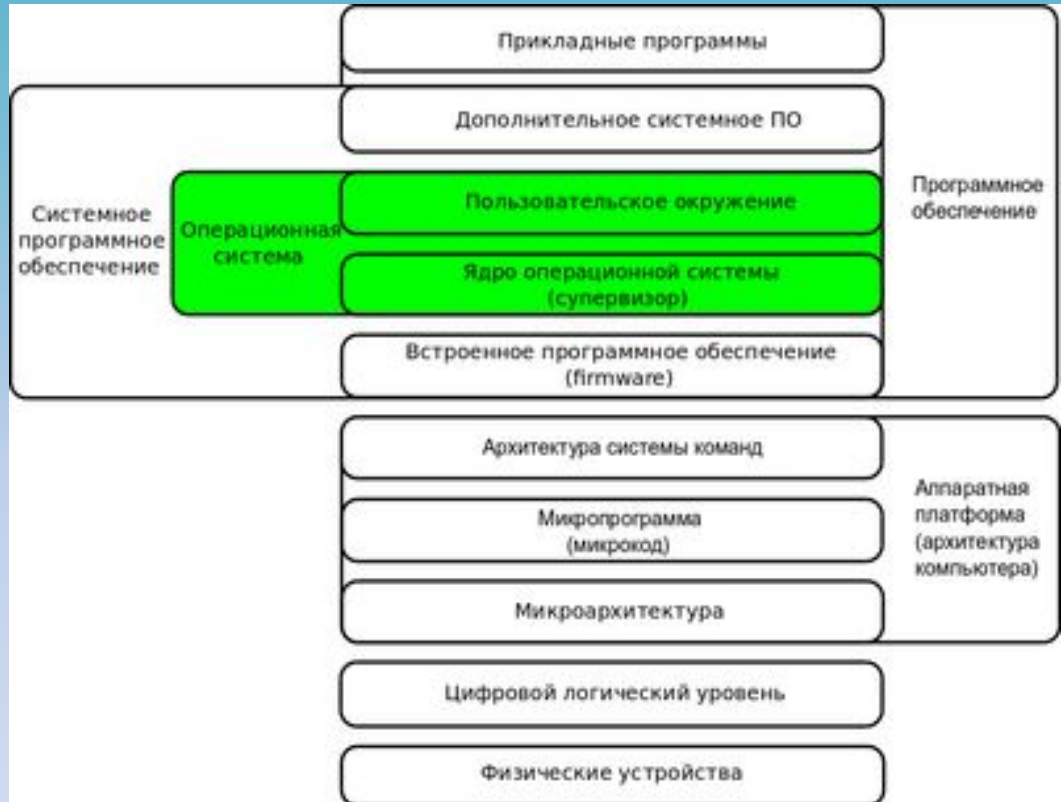 Прикладные программы
Дополнительное системное ПО
Пользовательское окружение
Ядро операционной системы
(супервизор)
Встроенное программное обеспечение
(firmware)
Системное
программное
обеспечение
Операционная
система
Программное
обеспечение
Архитектура системы команд
Микропрограмма
(микрокод)
Микроархитектура
Аппаратная
платформа
(архитектура
компьютера)
Цифровой логический уровень
Физические устройства